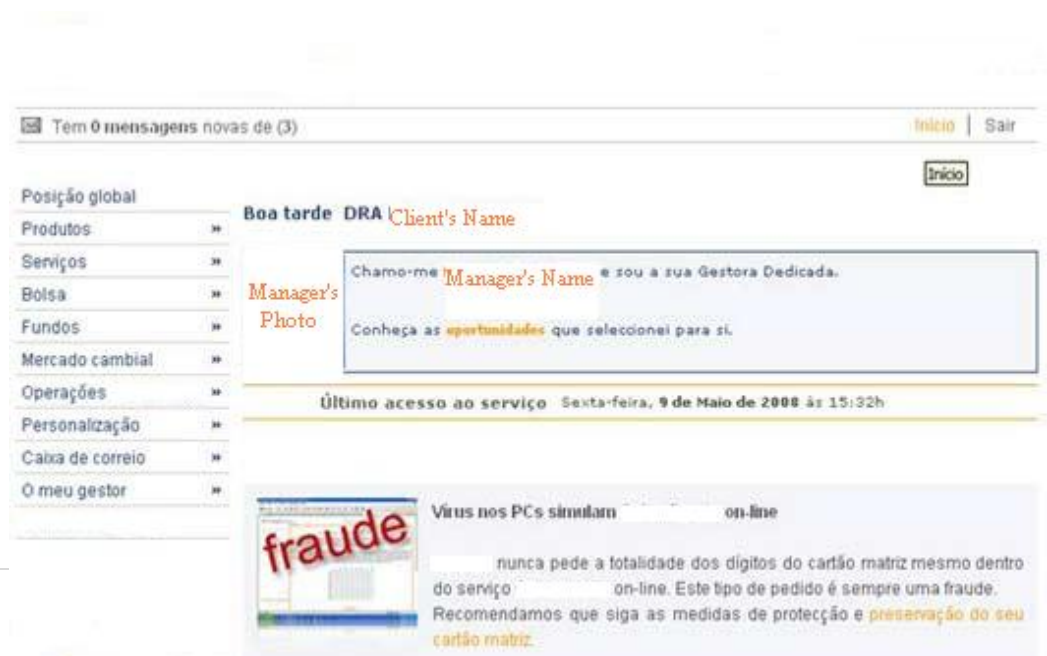 Tem 0 mensagens novas de (3)
Início | Sair
Início
Posição global
Produtos »
Serviços »
Bolsa »
Fundos »
Mercado cambial »
Operações »
Personalização »
Caixa de correio »
O meu gestor »
Boa tarde DRA Client's Name
Manager's
Photo
Chamo-me Manager's Name e sou a sua Gestora Dedicada.
Conheça as oportunidades que seleccionei para si.
Último acesso ao serviço Sexta-feira, 9 de Maio de 2008 às 15:32h
fraude
Vírus nos PCs simulam on-line
nunca pede a totalidade dos dígitos do cartão matriz mesmo dentro
do serviço on-line. Este tipo de pedido é sempre uma fraude.
Recomendamos que siga as medidas de protecção e preservação do seu
cartão matriz.